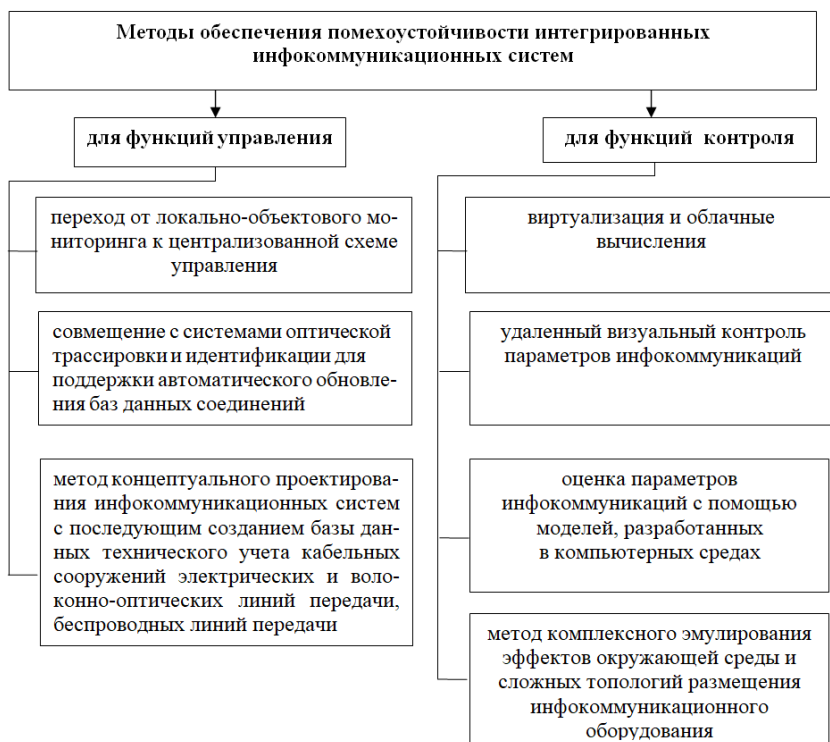 Методы обеспечения помехоустойчивости интегрированных
инфокоммуникационных систем
для функций управления
для функций контроля
переход от локально-объектового мо-
ниторинга к централизованной схеме
управления
совмещение с системами оптической
трассировки и идентификации для
поддержки автоматического обновле-
ния баз данных соединений
метод концептуального проектирова-
ния инфокоммуникационных систем
с последующим созданием базы дан-
ных технического учета кабельных
сооружений электрических и воло-
конно-оптических линий передачи,
беспроводных линий передачи
виртуализация и облачные
вычисления
удаленный визуальный контроль
параметров инфокоммуникаций
оценка параметров
инфокоммуникаций с помощью
моделей, разработанных
в компьютерных средах
метод комплексного эмулирования
эффектов окружающей среды и
сложных топологий размещения
инфокоммуникационного
оборудования